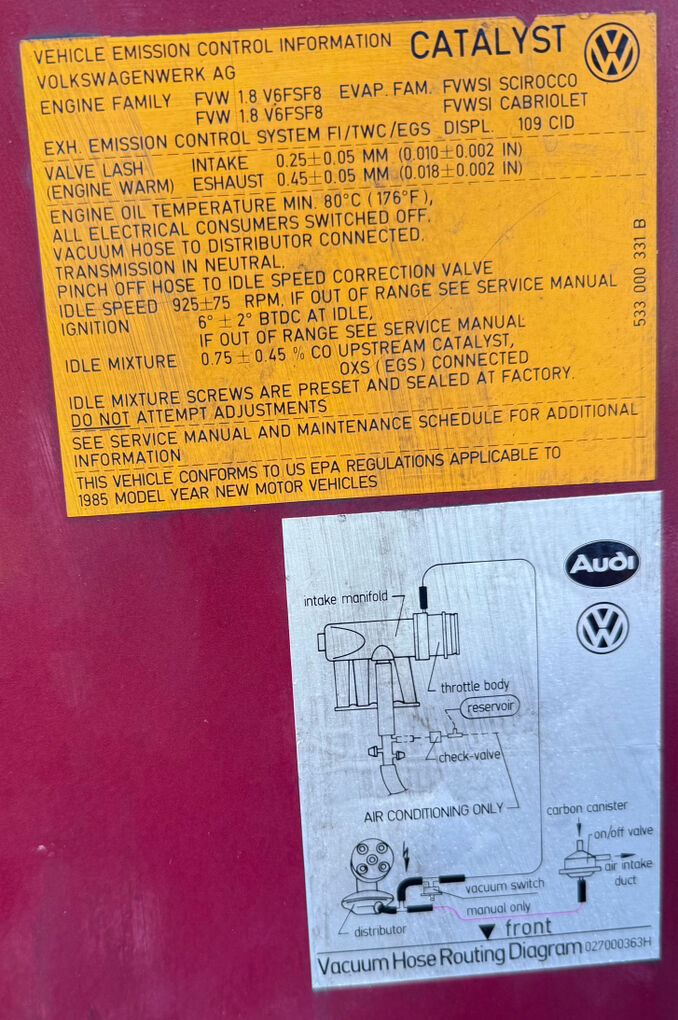 VEHICLE EMISSION CONTROL INFORMATION CATALYST
VOLKSWAGENWERK AG
ENGINE FAMILY FVW 1.8 V6FSF8 EVAP. FAM. FVWSI SCIROCCO
FVW 1.8 V6FSF8 FVWSI CABRIOLET
EXH. EMISSION CONTROL SYSTEM FI/TWC/EGS DISPL. 109 CID
VALVE LASH INTAKE 0.25±0.05 MM (0.010±0.002 IN)
(ENGINE WARM) ESHAUST 0.45±0.05 MM (0.018±0.002 IN)
ENGINE OIL TEMPERATURE MIN. 80°C (176°F),
ALL ELECTRICAL CONSUMERS SWITCHED OFF.
VACUUM HOSE TO DISTRIBUTOR CONNECTED.
TRANSMISSION IN NEUTRAL.
PINCH OFF HOSE TO IDLE SPEED CORRECTION VALVE
IDLE SPEED 925±75 RPM, IF OUT OF RANGE SEE SERVICE MANUAL
IGNITION 6° ± 2° BTDC AT IDLE,
IF OUT OF RANGE SEE SERVICE MANUAL
IDLE MIXTURE 0.75±0.45 % CO UPSTREAM CATALYST,
OXS (EGS) CONNECTED
IDLE MIXTURE SCREWS ARE PRESET AND SEALED AT FACTORY.
DO NOT ATTEMPT ADJUSTMENTS
SEE SERVICE MANUAL AND MAINTENANCE SCHEDULE FOR ADDITIONAL
INFORMATION
THIS VEHICLE CONFORMS TO US EPA REGULATIONS APPLICABLE TO
1985 MODEL YEAR NEW MOTOR VEHICLES
533 000 331 B
Audi
intake manifold
throttle body
reservoir
check-valve
AIR CONDITIONING ONLY
carbon canister
on/off valve
air intake
duct
vacuum switch
manual only
distributor
front
Vacuum Hose Routing Diagram 027000363H